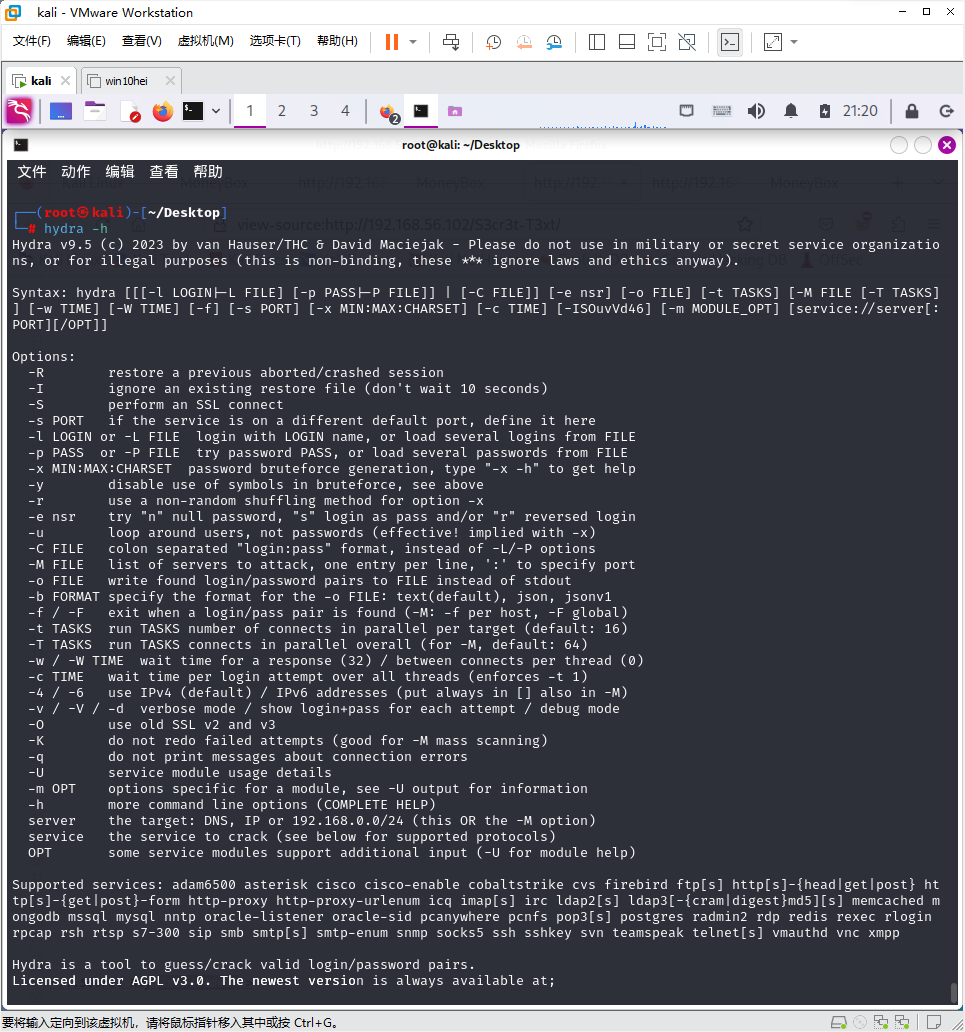 kali - VMware Workstation
文件(F) 编辑(E) 查看(V) 虚拟机(M) 选项卡(T) 帮助(H)
kali win10hei
1 2 3 4 2 21:20
root@kali: ~/Desktop
文件 动作 编辑 查看 帮助
view-source:http://192.168.56.102/S3cr3t-T3xt/
┌──(root㉿kali)-[~/Desktop]
└─# hydra -h
Hydra v9.5 (c) 2023 by van Hauser/THC & David Maciejak - Please do not use in military or secret service organizatio
ns, or for illegal purposes (this is non-binding, these *** ignore laws and ethics anyway).
Syntax: hydra [[[-l LOGIN|-L FILE] [-p PASS|-P FILE]] | [-C FILE]] [-e nsr] [-o FILE] [-t TASKS] [-M FILE [-T TASKS]
] [-w TIME] [-W TIME] [-f] [-s PORT] [-x MIN:MAX:CHARSET] [-c TIME] [-ISOuvVd46] [-m MODULE_OPT] [service://server[:
PORT][/OPT]]
Options:
-R restore a previous aborted/crashed session
-I ignore an existing restore file (don't wait 10 seconds)
-S perform an SSL connect
-s PORT if the service is on a different default port, define it here
-l LOGIN or -L FILE login with LOGIN name, or load several logins from FILE
-p PASS or -P FILE try password PASS, or load several passwords from FILE
-x MIN:MAX:CHARSET password bruteforce generation, type "-x -h" to get help
-y disable use of symbols in bruteforce, see above
-r use a non-random shuffling method for option -x
-e nsr try "n" null password, "s" login as pass and/or "r" reversed login
-u loop around users, not passwords (effective! implied with -x)
-C FILE colon separated "login:pass" format, instead of -L/-P options
-M FILE list of servers to attack, one entry per line, ':' to specify port
-o FILE write found login/password pairs to FILE instead of stdout
-b FORMAT specify the format for the -o FILE: text(default), json, jsonv1
-f / -F exit when a login/pass pair is found (-M: -f per host, -F global)
-t TASKS run TASKS number of connects in parallel per target (default: 16)
-T TASKS run TASKS connects in parallel overall (for -M, default: 64)
-w / -W TIME wait time for a response (32) / between connects per thread (0)
-c TIME wait time per login attempt over all threads (enforces -t 1)
-4 / -6 use IPv4 (default) / IPv6 addresses (put always in [] also in -M)
-v / -V / -d verbose mode / show login+pass for each attempt / debug mode
-O use old SSL v2 and v3
-K do not redo failed attempts (good for -M mass scanning)
-q do not print messages about connection errors
-U service module usage details
-m OPT options specific for a module, see -U output for information
-h more command line options (COMPLETE HELP)
server the target: DNS, IP or 192.168.0.0/24 (this OR the -M option)
service the service to crack (see below for supported protocols)
OPT some service modules support additional input (-U for module help)
Supported services: adam6500 asterisk cisco cisco-enable cobaltstrike cvs firebird ftp[s] http[s]-{head|get|post} ht
tp[s]-{get|post}-form http-proxy http-proxy-urlenum icq imap[s] irc ldap2[s] ldap3[-{cram|digest}md5][s] memcached m
ongodb mssql mysql nntp oracle-listener oracle-sid pcanywhere pcnfs pop3[s] postgres radmin2 rdp redis rexec rlogin
rpcap rsh rtsp s7-300 sip smb smtp[s] smtp-enum snmp socks5 ssh sshkey svn teamspeak telnet[s] vmauthd vnc xmpp
Hydra is a tool to guess/crack valid login/password pairs.
Licensed under AGPL v3.0. The newest version is always available at;
要将输入定向到该虚拟机，请将鼠标指针移入其中或按 Ctrl+G。